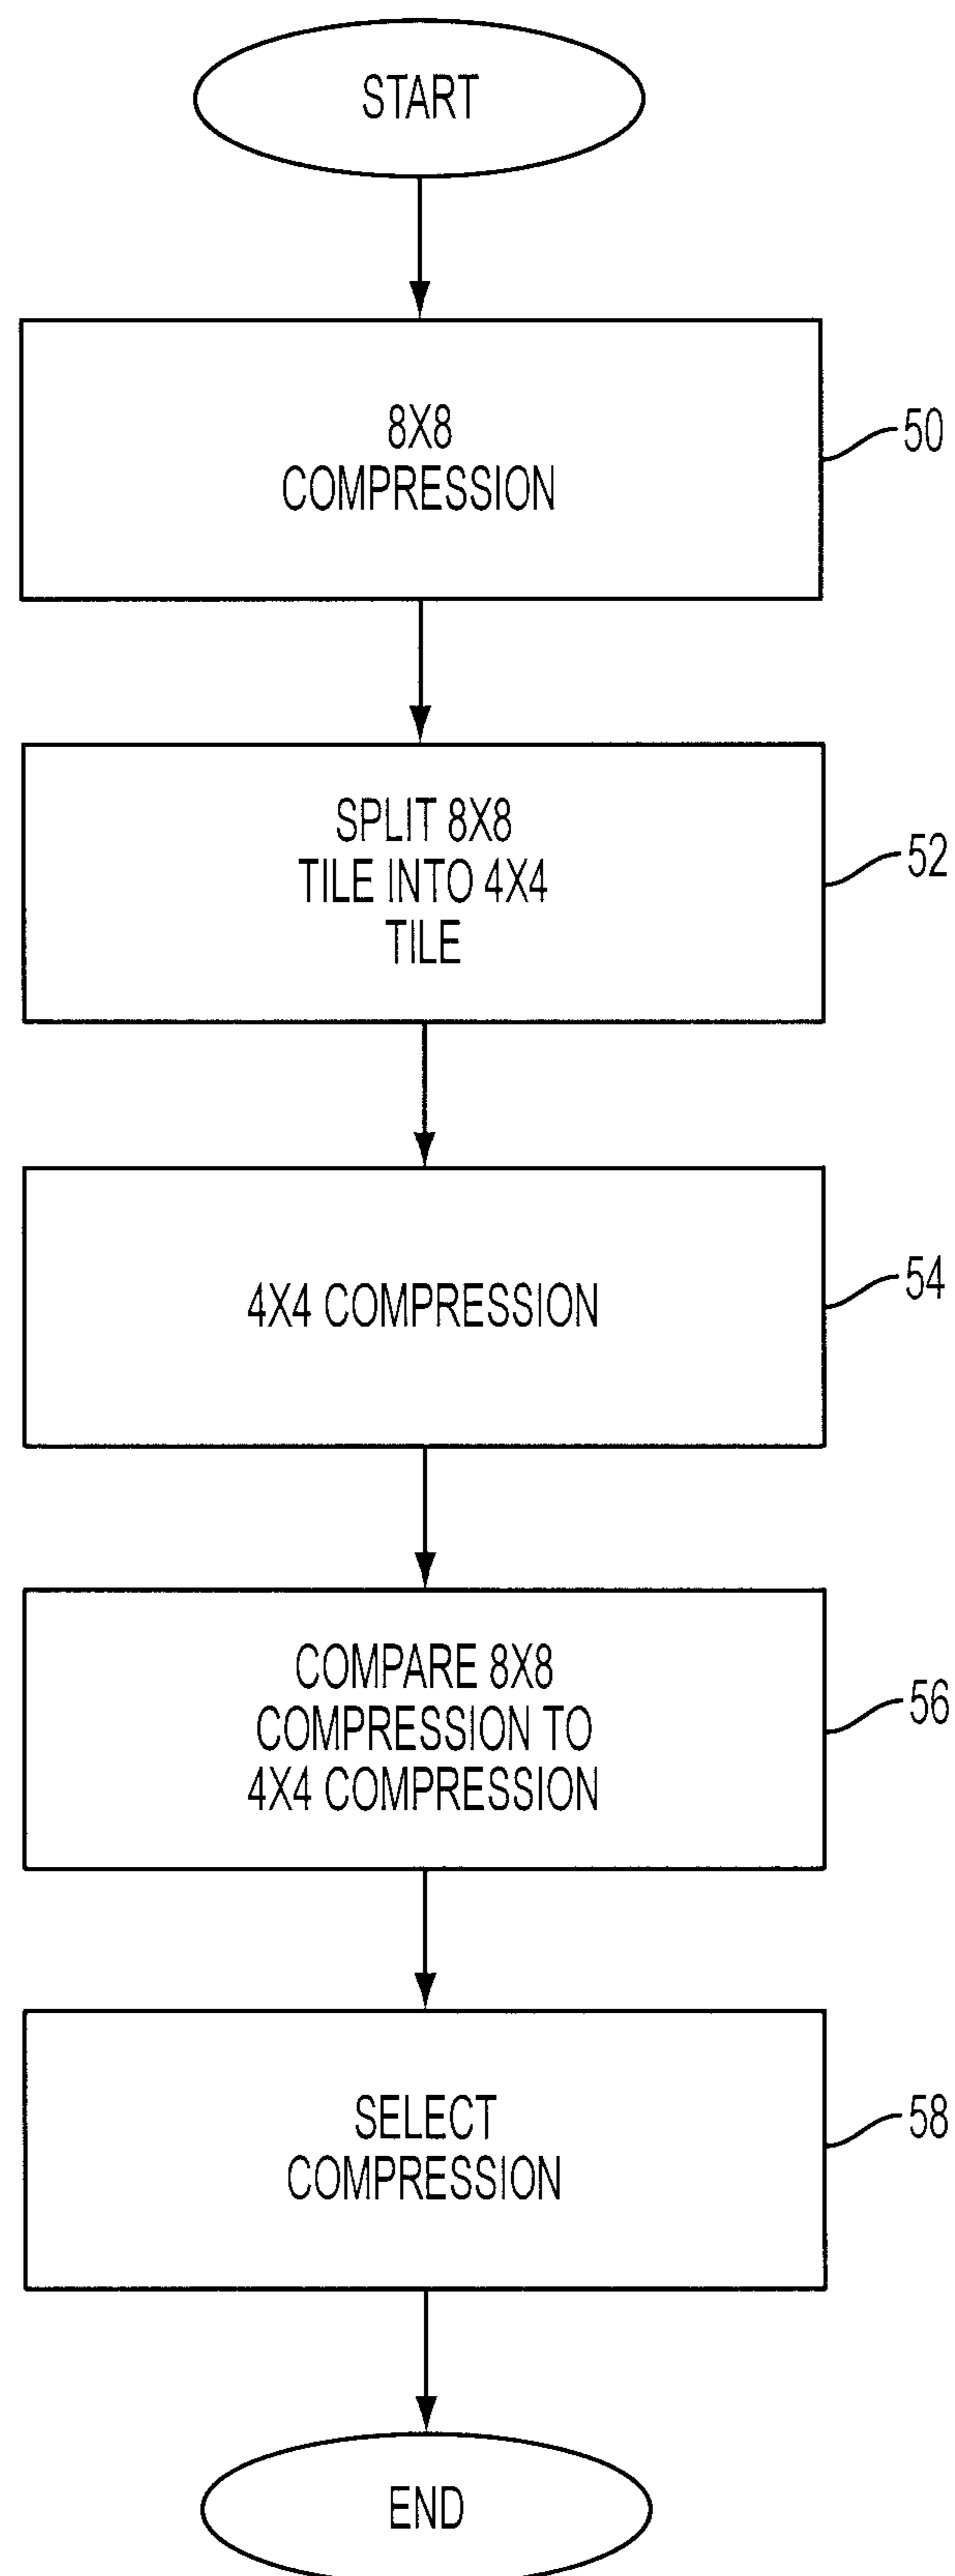 START
8X8
COMPRESSION
50
SPLIT 8X8
TILE INTO 4X4
TILE
52
4X4 COMPRESSION
54
COMPARE 8X8
COMPRESSION TO
4X4 COMPRESSION
56
SELECT
COMPRESSION
58
END